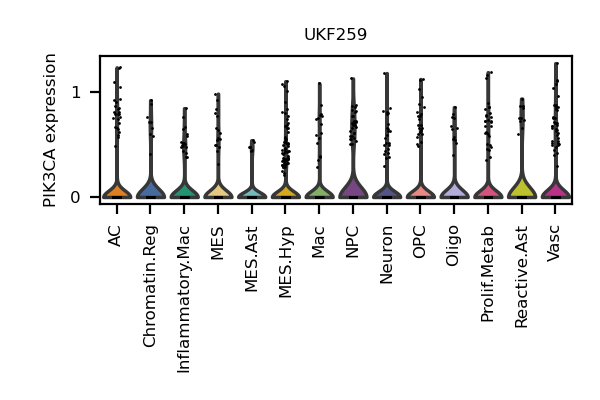 UKF259
PIK3CA expression
1
0
AC
Chromatin.Reg
Inflammatory.Mac
MES
MES.Ast
MES.Hyp
Mac
NPC
Neuron
OPC
Oligo
Prolif.Metab
Reactive.Ast
Vasc